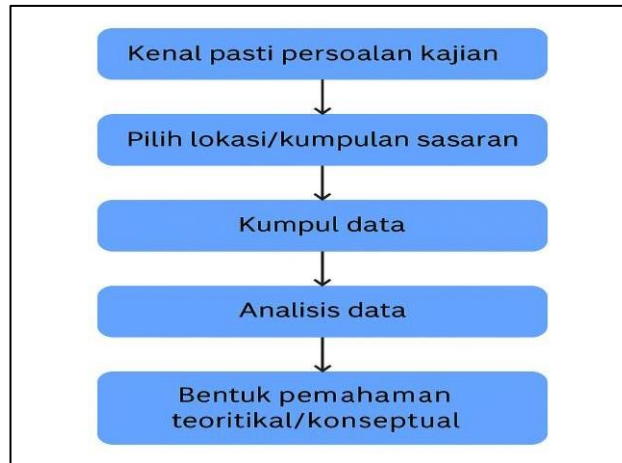 Kenal pasti persoalan kajian
Pilih lokasi/kumpulan sasaran
Kumpul data
Analisis data
Bentuk pemahaman
teoritikal/konseptual